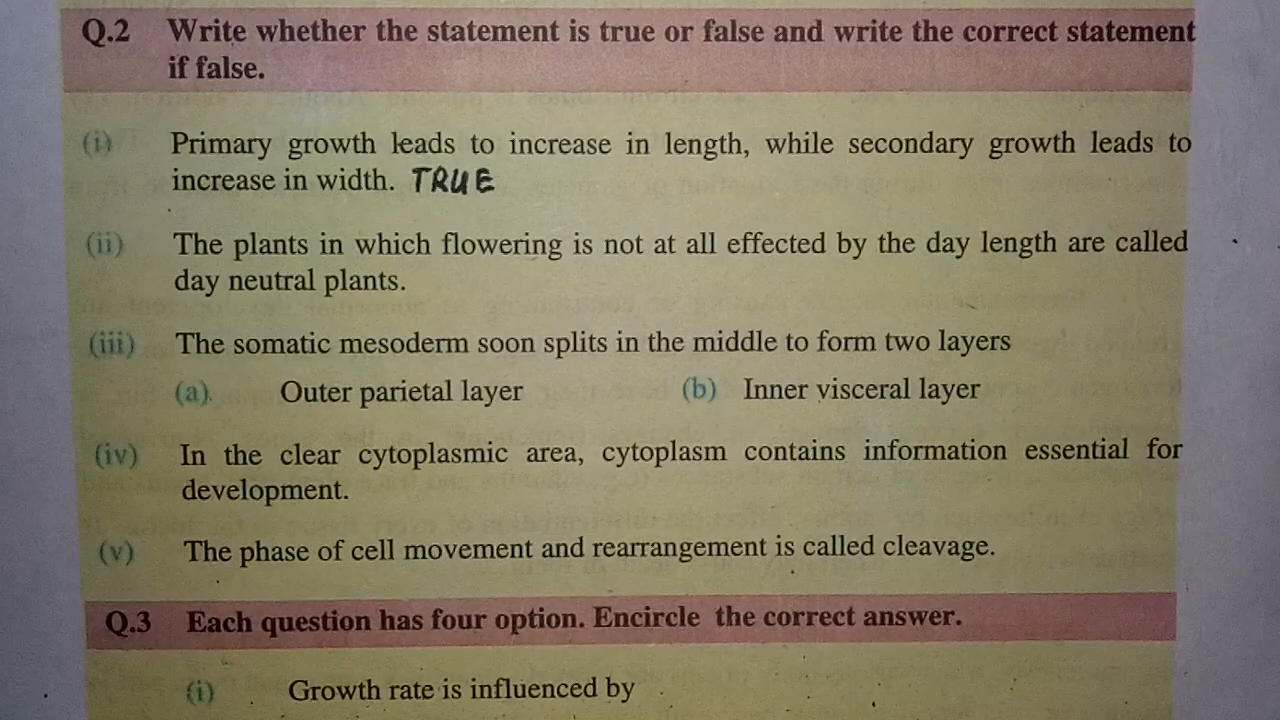 Q.2 Write whether the statement is true or false and write the correct statement
if false.
(i) Primary growth leads to increase in length, while secondary growth leads to
increase in width. TRUE
(ii) The plants in which flowering is not at all effected by the day length are called
day neutral plants.
(iii) The somatic mesoderm soon splits in the middle to form two layers
(a) Outer parietal layer (b) Inner visceral layer
(iv) In the clear cytoplasmic area, cytoplasm contains information essential for
development.
(v) The phase of cell movement and rearrangement is called cleavage.
Q.3 Each question has four option. Encircle the correct answer.
(i) Growth rate is influenced by